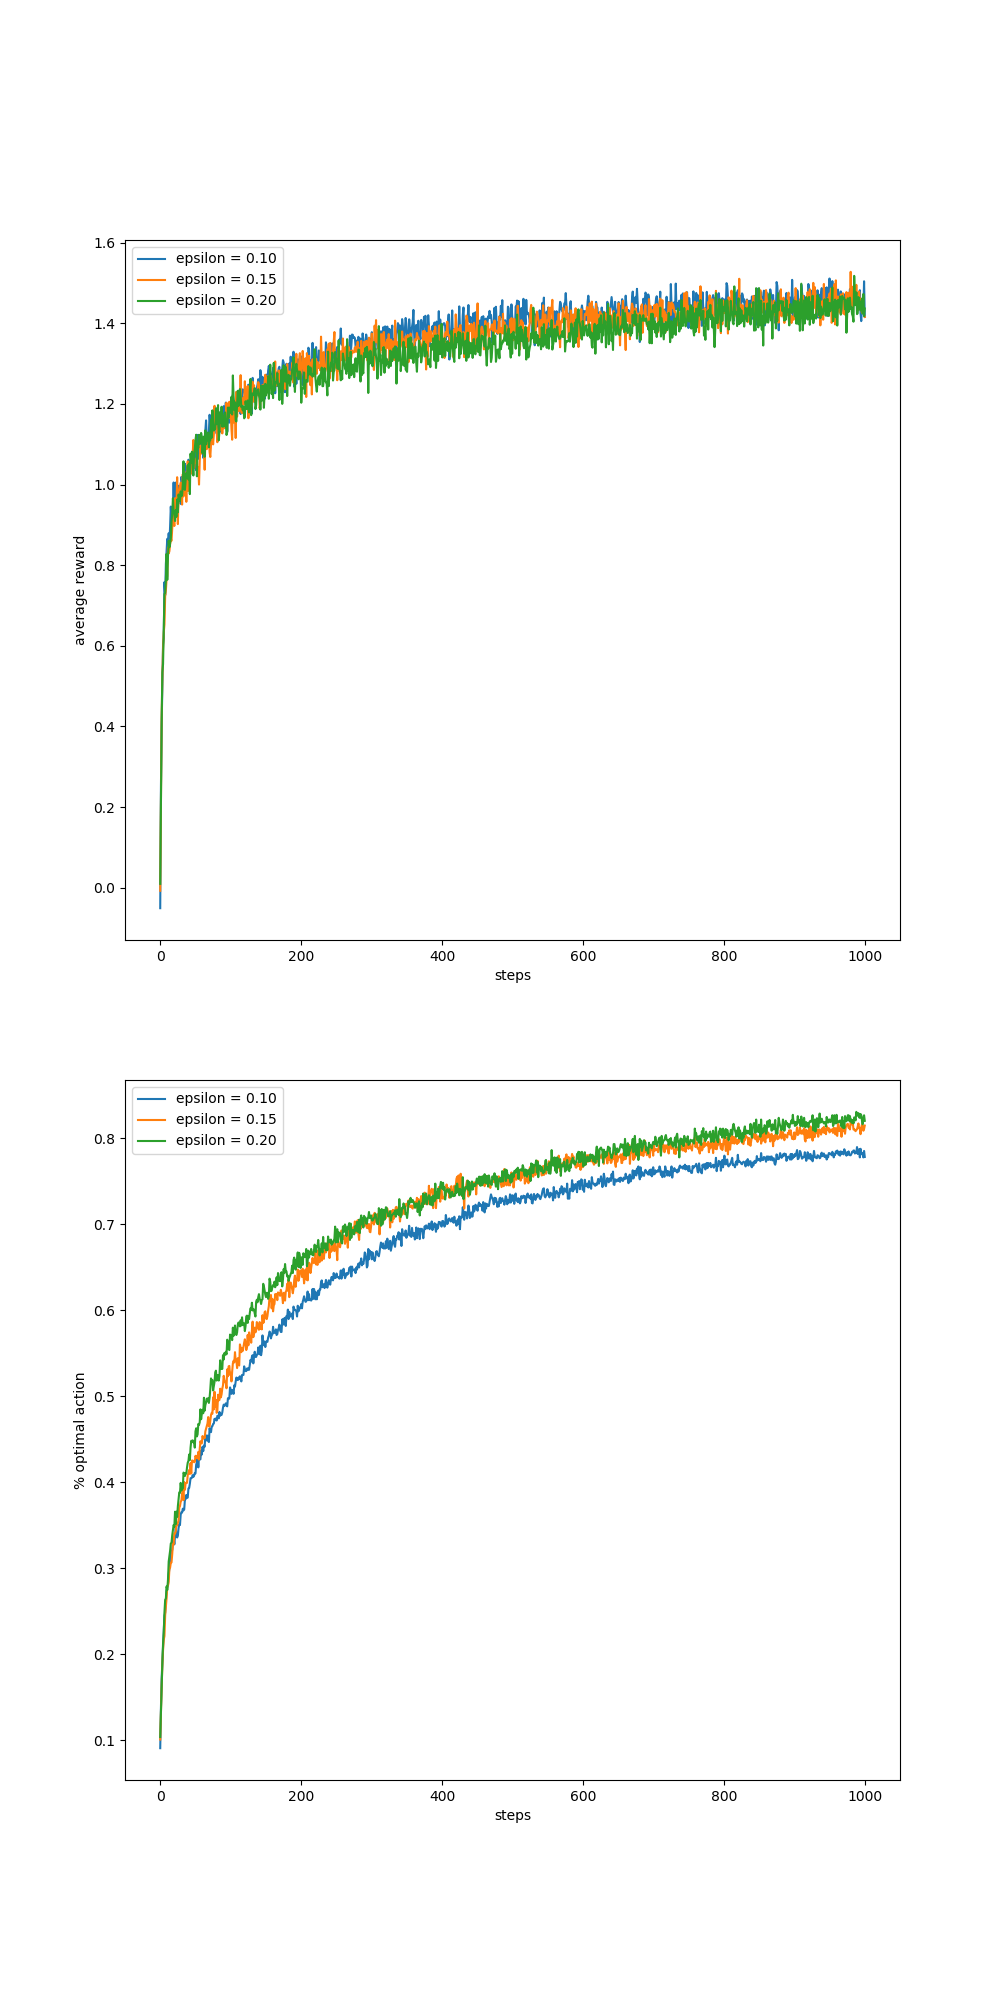 1.6
1.4
1.2
1.0
0.8
0.6
0.4
0.2
0.0
average reward
epsilon = 0.10
epsilon = 0.15
epsilon = 0.20
0 200 400 600 800 1000
steps
0.8
0.7
0.6
0.5
0.4
0.3
0.2
0.1
% optimal action
epsilon = 0.10
epsilon = 0.15
epsilon = 0.20
0 200 400 600 800 1000
steps